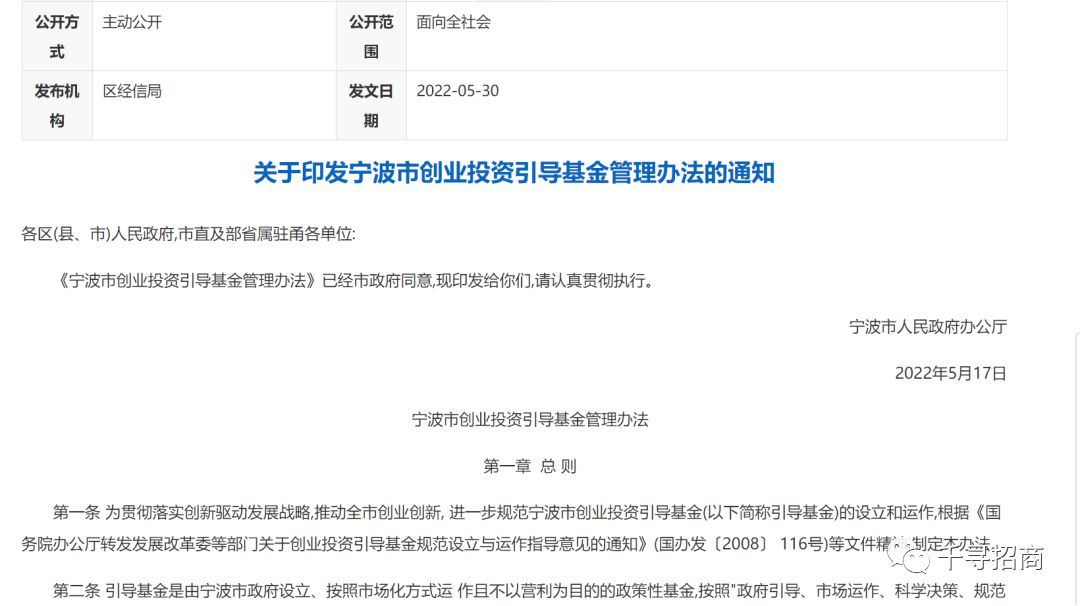 公开方式 主动公开 公开范围 面向全社会
发布机构 区经信局 发文日期 2022-05-30
关于印发宁波市创业投资引导基金管理办法的通知
各区(县、市)人民政府,市直及部省属驻甬各单位:
《宁波市创业投资引导基金管理办法》已经市政府同意,现印发给你们,请认真贯彻执行。
宁波市人民政府办公厅
2022年5月17日
宁波市创业投资引导基金管理办法
第一章 总 则
第一条 为贯彻落实创新驱动发展战略,推动全市创业创新, 进一步规范宁波市创业投资引导基金(以下简称引导基金)的设立和运作,根据《国
务院办公厅转发发展改革委等部门关于创业投资引导基金规范设立与运作指导意见的通知》(国办发〔2008〕 116号)等文件精 制定本办法
千寻招商
第二条 引导基金是由宁波市政府设立、按照市场化方式运 作且不以营利为目的的政策性基金,按照"政府引导、市场运作、科学决策、规范